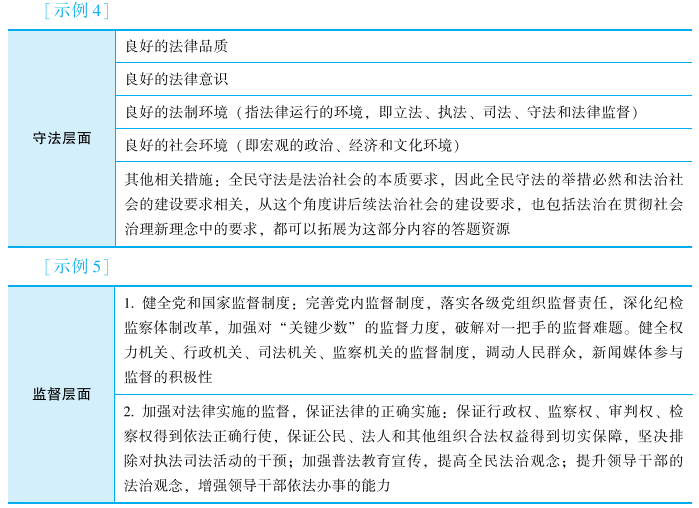 ［示例 4］
守法层面
良好的法律品质
良好的法律意识
良好的法制环境（指法律运行的环境，即立法、执法、司法、守法和法律监督）
良好的社会环境（即宏观的政治、经济和文化环境）
其他相关措施：全民守法是法治社会的本质要求，因此全民守法的举措必然和法治社
会的建设要求相关，从这个角度讲后续法治社会的建设要求，也包括法治在贯彻社会
治理新理念中的要求，都可以拓展为这部分内容的答题资源
［示例 5］
监督层面
1. 健全党和国家监督制度：完善党内监督制度，落实各级党组织监督责任，深化纪检
监察体制改革，加强对“关键少数”的监督力度，破解对一把手的监督难题。健全权
力机关、行政机关、司法机关、监察机关的监督制度，调动人民群众，新闻媒体参与
监督的积极性
2. 加强对法律实施的监督，保证法律的正确实施：保证行政权、监察权、审判权、检
察权得到依法正确行使，保证公民、法人和其他组织合法权益得到切实保障，坚决排
除对执法司法活动的干预；加强普法教育宣传，提高全民法治观念；提升领导干部的
法治观念，增强领导干部依法办事的能力